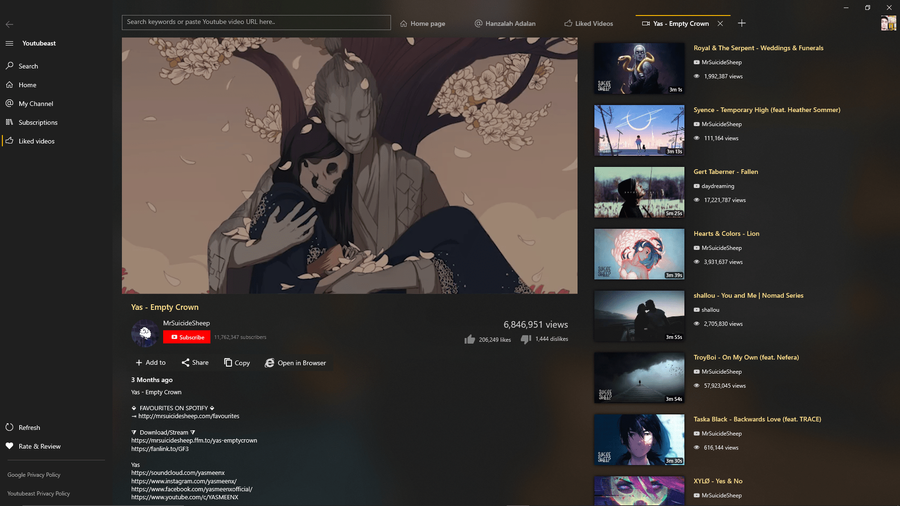 Search keywords or paste Youtube video URL here..
Home page
Hanzalah Adalan
Liked Videos
Yas - Empty Crown
Youtubeast
Search
Home
My Channel
Subscriptions
Liked videos
Refresh
Rate & Review
Google Privacy Policy
Youtubeast Privacy Policy
Yas - Empty Crown
MrSuicideSheep
Subscribe
11,762,347 subscribers
6,846,951 views
206,249 likes
1,444 dislikes
Add to
Share
Copy
Open in Browser
3 Months ago
Yas - Empty Crown
FAVOURITES ON SPOTIFY
→ http://mrsuicidesheep.com/favourites
Download/Stream
https://mrsuicidesheep.ffm.to/yas-emptycrown
https://fanlink.to/GF3
Yas
https://soundcloud.com/yasmeenx
https://www.instagram.com/yasmeenx/
https://www.facebook.com/yasmeenxofficial/
https://www.youtube.com/c/YASMEENX
3m 1s
Royal & The Serpent - Weddings & Funerals
MrSuicideSheep
1,992,387 views
3m 13s
Syence - Temporary High (feat. Heather Sommer)
MrSuicideSheep
111,164 views
5m 25s
Gert Taberner - Fallen
daydreaming
17,221,787 views
3m 39s
Hearts & Colors - Lion
MrSuicideSheep
3,931,637 views
3m 55s
shallou - You and Me | Nomad Series
shallou
2,705,830 views
3m 54s
TroyBoi - On My Own (feat. Nefera)
MrSuicideSheep
57,923,045 views
3m 30s
Taska Black - Backwards Love (feat. TRACE)
MrSuicideSheep
616,144 views
XYLØ - Yes & No
MrSuicideSheep